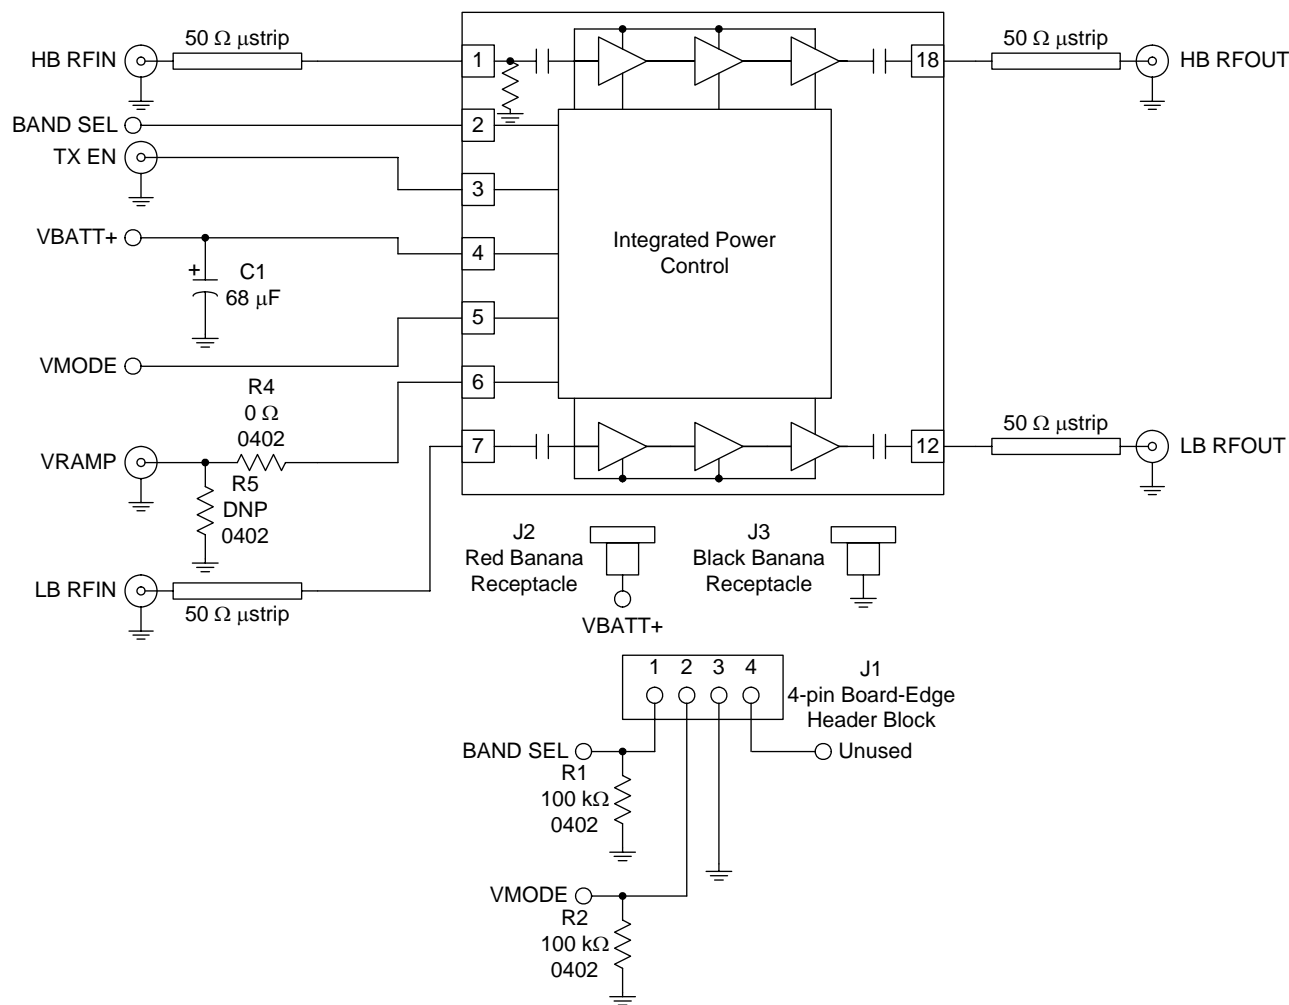 50 Ω μstrip
HB RFIN
1
18
50 Ω μstrip
HB RFOUT
BAND SEL
2
TX EN
3
VBATT+
4
Integrated Power
Control
+
C1
68 μF
5
VMODE
6
R4
0 Ω
0402
7
12
50 Ω μstrip
LB RFOUT
VRAMP
R5
DNP
0402
LB RFIN
50 Ω μstrip
J2
Red Banana
Receptacle
VBATT+
J3
Black Banana
Receptacle
1 2 3 4
J1
4-pin Board-Edge
Header Block
BAND SEL
Unused
R1
100 kΩ
0402
VMODE
R2
100 kΩ
0402